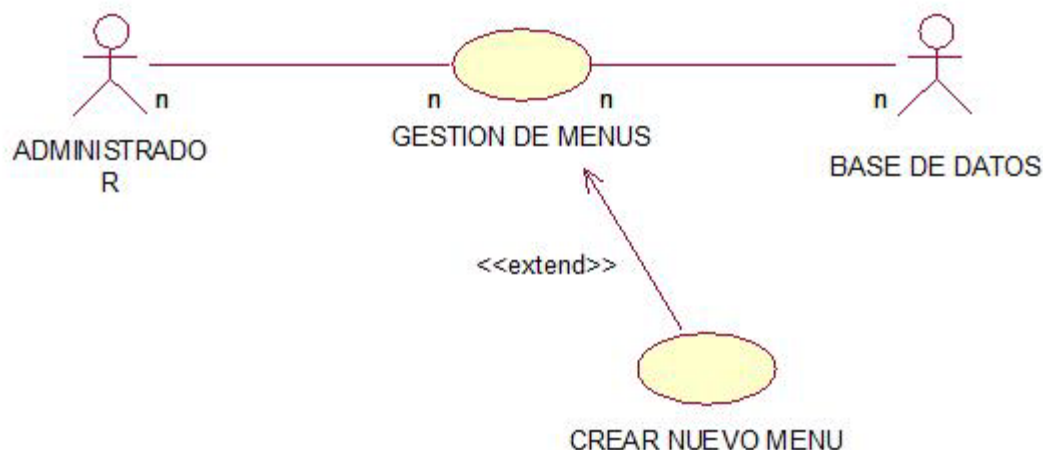 n
n
n
n
ADMINISTRADO
R
GESTION DE MENUS
BASE DE DATOS
<<extend>>
CREAR NUEVO MENU